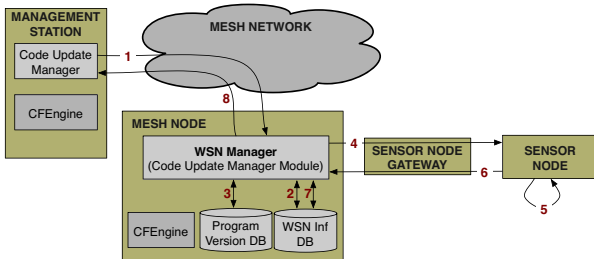 MANAGEMENT
STATION
Code Update
Manager
CFEngine
MESH NETWORK
1
8
MESH NODE
WSN Manager
(Code Update Manager Module)
4
SENSOR NODE
GATEWAY
6
SENSOR
NODE
5
3
2
7
CFEngine
Program
Version DB
WSN Inf
DB